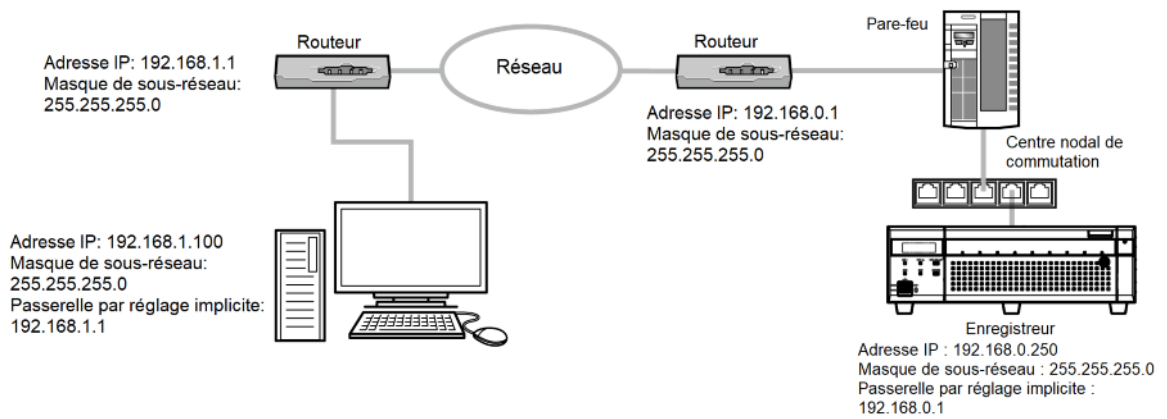 Routeur
Adresse IP: 192.168.1.1
Masque de sous-réseau:
255.255.255.0
Réseau
Routeur
Adresse IP: 192.168.0.1
Masque de sous-réseau:
255.255.255.0
Pare-feu
Centre nodal de
commutation
Adresse IP: 192.168.1.100
Masque de sous-réseau:
255.255.255.0
Passerelle par réglage implicite:
192.168.1.1
Enregistreur
Adresse IP : 192.168.0.250
Masque de sous-réseau : 255.255.255.0
Passerelle par réglage implicite :
192.168.0.1